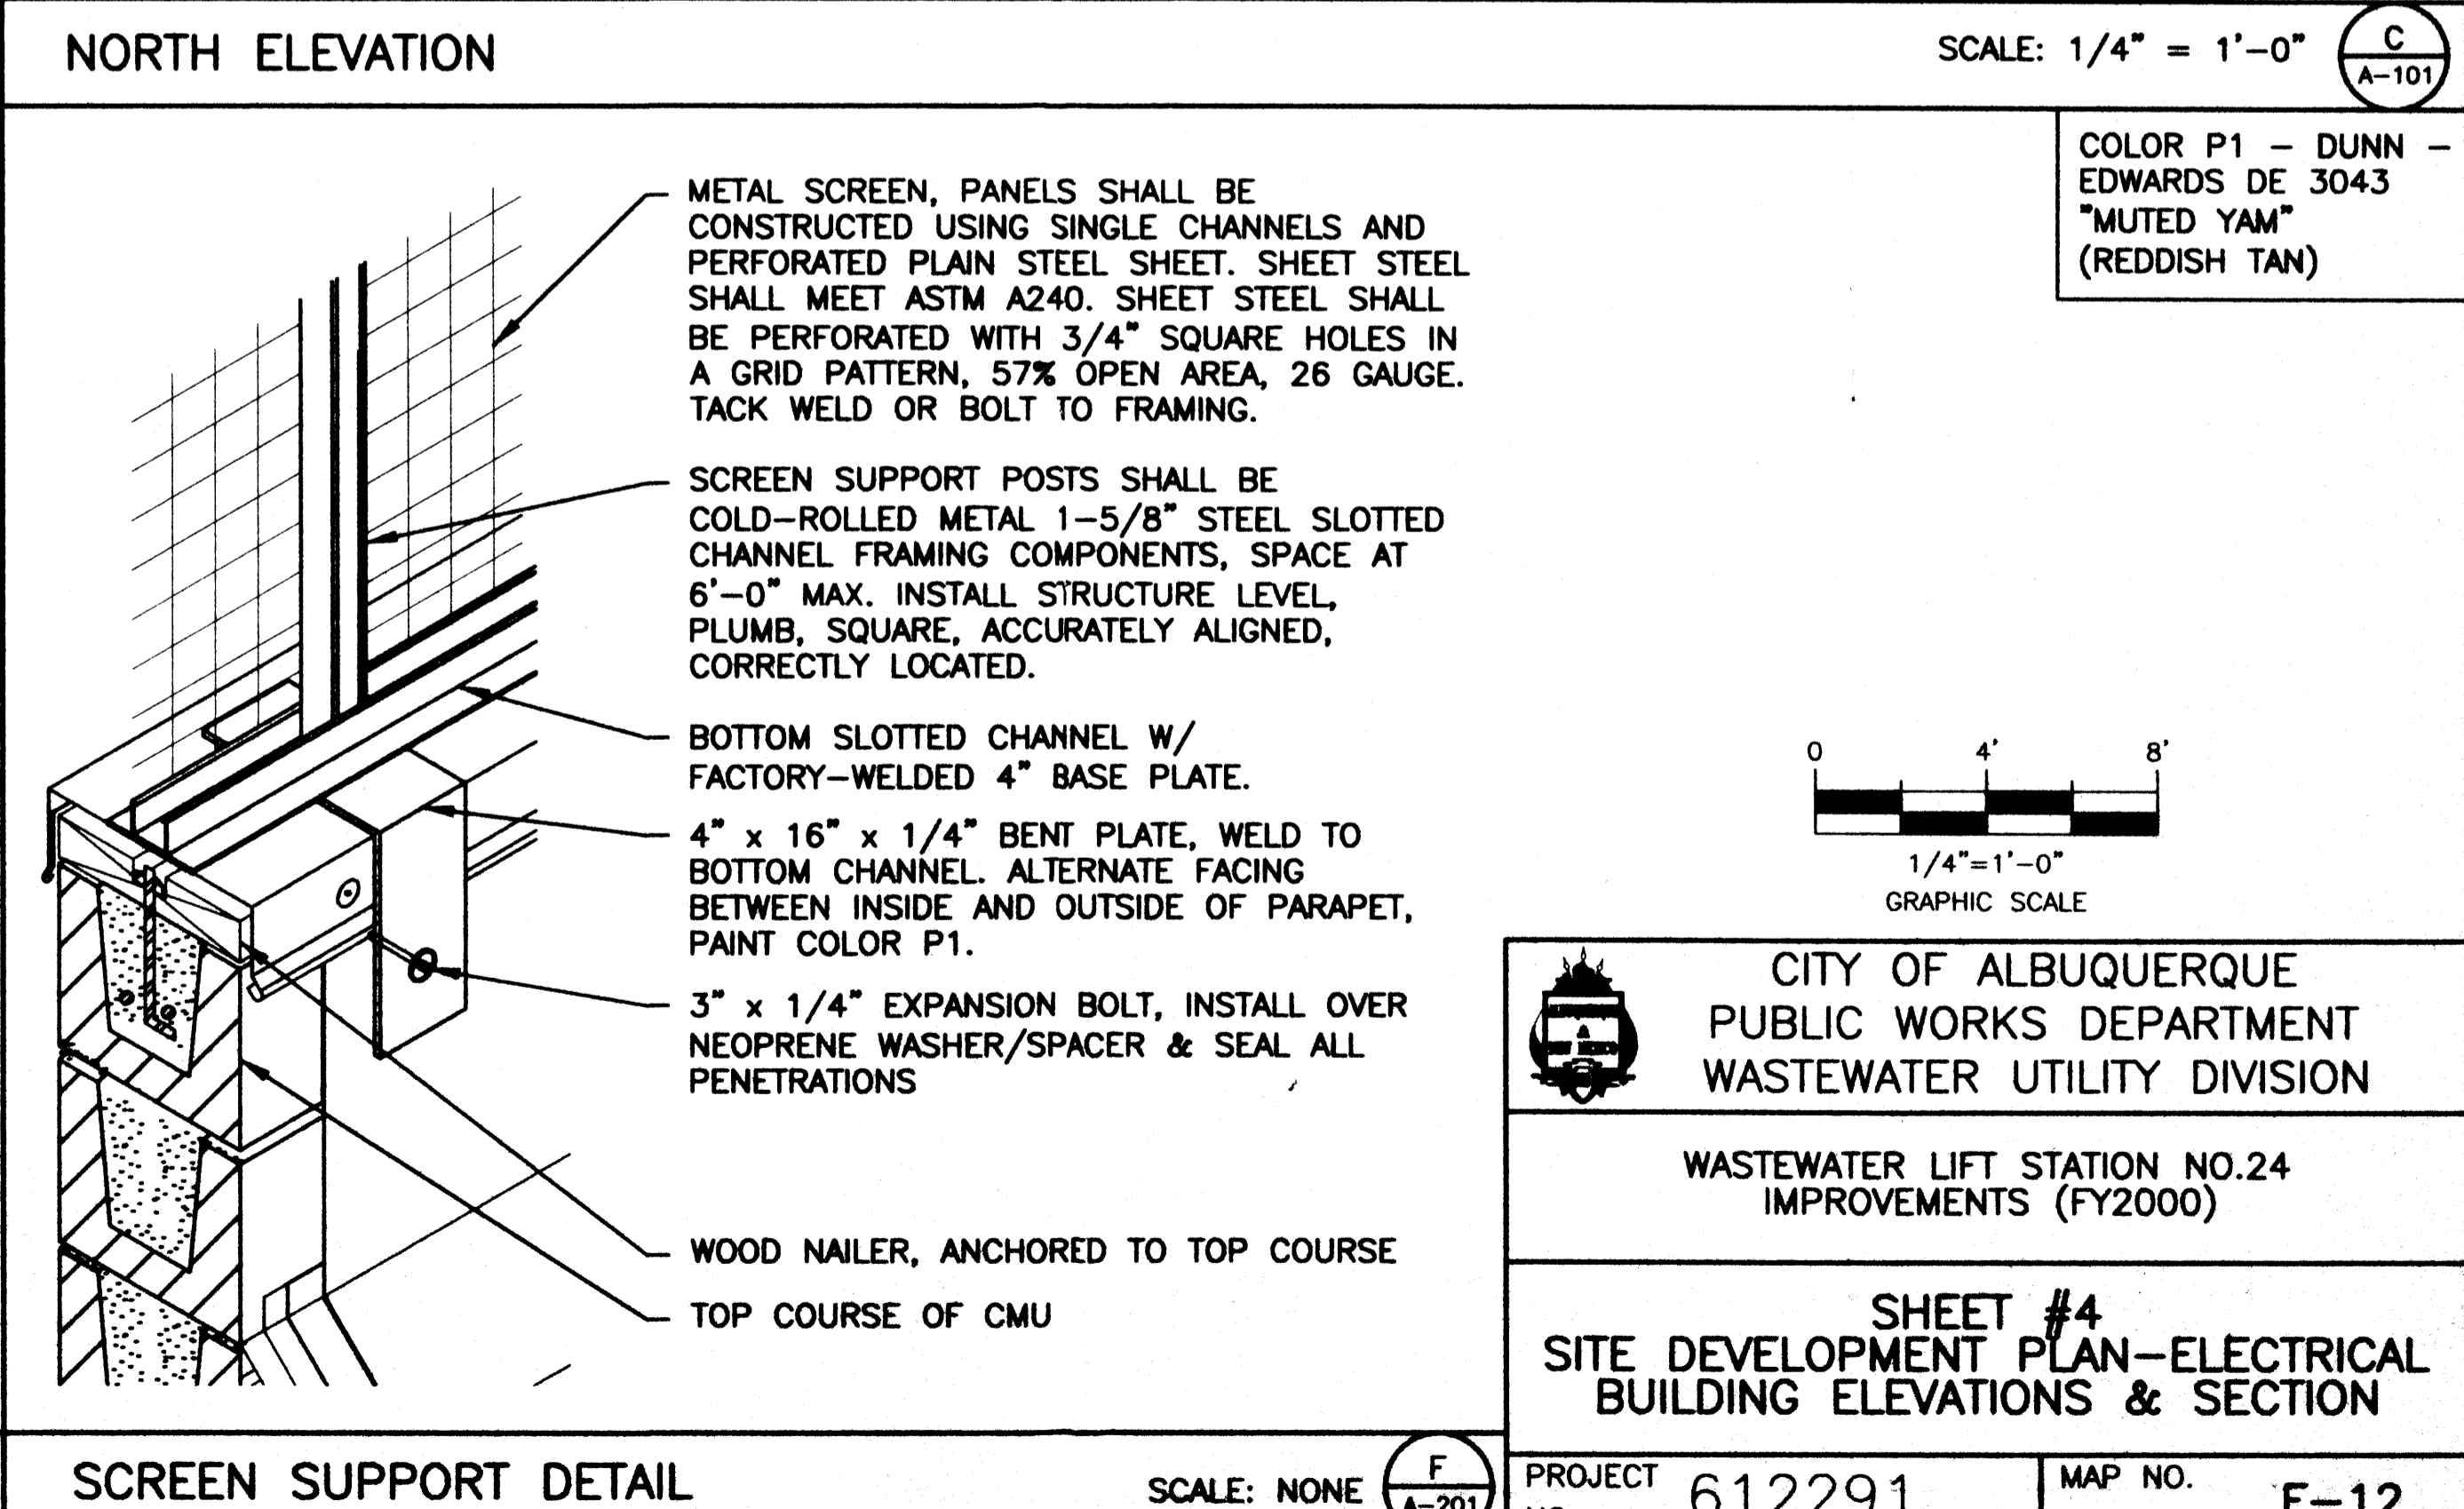 NORTH ELEVATION
SCALE: 1/4" = 1'-0"
C
A-101
COLOR P1 - DUNN -
EDWARDS DE 3043
"MUTED YAM"
(REDDISH TAN)
METAL SCREEN, PANELS SHALL BE
CONSTRUCTED USING SINGLE CHANNELS AND
PERFORATED PLAIN STEEL SHEET. SHEET STEEL
SHALL MEET ASTM A240. SHEET STEEL SHALL
BE PERFORATED WITH 3/4" SQUARE HOLES IN
A GRID PATTERN, 57% OPEN AREA, 26 GAUGE.
TACK WELD OR BOLT TO FRAMING.
SCREEN SUPPORT POSTS SHALL BE
COLD-ROLLED METAL 1-5/8" STEEL SLOTTED
CHANNEL FRAMING COMPONENTS, SPACE AT
6'-0" MAX. INSTALL STRUCTURE LEVEL,
PLUMB, SQUARE, ACCURATELY ALIGNED,
CORRECTLY LOCATED.
BOTTOM SLOTTED CHANNEL W/
FACTORY-WELDED 4" BASE PLATE.
4" x 16" x 1/4" BENT PLATE, WELD TO
BOTTOM CHANNEL. ALTERNATE FACING
BETWEEN INSIDE AND OUTSIDE OF PARAPET,
PAINT COLOR P1.
3" x 1/4" EXPANSION BOLT, INSTALL OVER
NEOPRENE WASHER/SPACER & SEAL ALL
PENETRATIONS
WOOD NAILER, ANCHORED TO TOP COURSE
TOP COURSE OF CMU
0 4' 8'
1/4"=1'-0"
GRAPHIC SCALE
CITY OF ALBUQUERQUE
PUBLIC WORKS DEPARTMENT
WASTEWATER UTILITY DIVISION
WASTEWATER LIFT STATION NO.24
IMPROVEMENTS (FY2000)
SHEET #4
SITE DEVELOPMENT PLAN-ELECTRICAL
BUILDING ELEVATIONS & SECTION
SCREEN SUPPORT DETAIL
SCALE: NONE
F
A-201
PROJECT
612291
MAP NO.
F-12